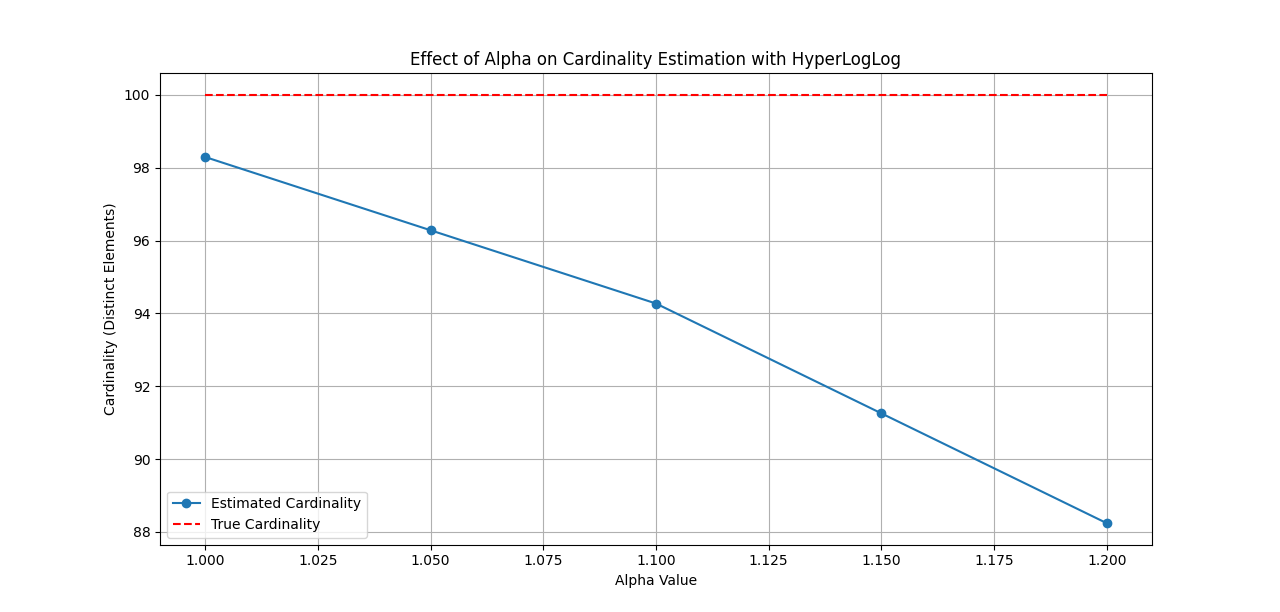 Effect of Alpha on Cardinality Estimation with HyperLogLog
Cardinality (Distinct Elements)
100
98
96
94
92
90
88
Estimated Cardinality
True Cardinality
1.000 1.025 1.050 1.075 1.100 1.125 1.150 1.175 1.200
Alpha Value